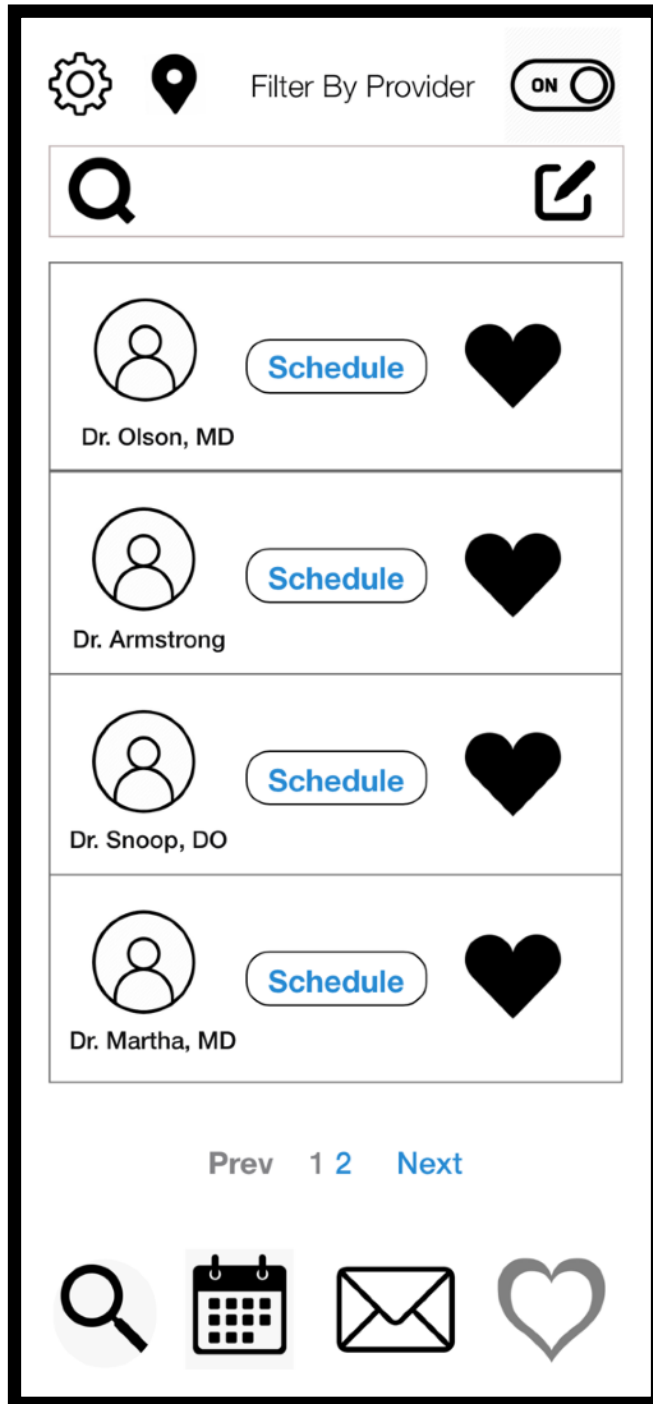 Filter By Provider
ON
Schedule
Dr. Olson, MD
Schedule
Dr. Armstrong
Schedule
Dr. Snoop, DO
Schedule
Dr. Martha, MD
Prev 1 2 Next